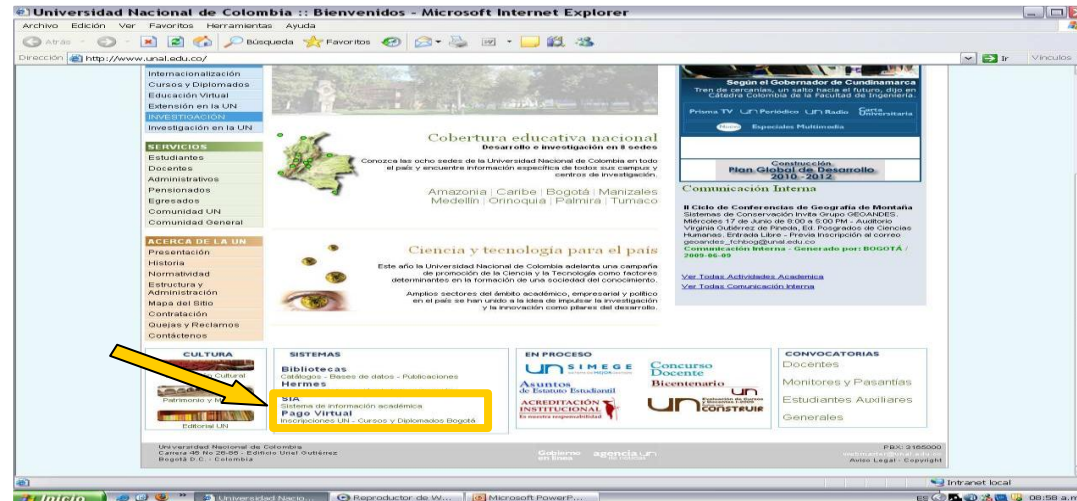 Universidad Nacional de Colombia :: Bienvenidos - Microsoft Internet Explorer
Archivo Edición Ver Favoritos Herramientas Ayuda
Atrás Búsqueda Favoritos
Dirección http://www.unal.edu.co/ Ir Vínculos
Internacionalización
Cursos y Diplomados
Educación Virtual
Extensión en la UN
INVESTIGACIÓN
Investigación en la UN
SERVICIOS
Estudiantes
Docentes
Administrativos
Pensionados
Egresados
Comunidad UN
Comunidad General
ACERCA DE LA UN
Presentación
Historia
Normatividad
Estructura y
Administración
Mapa del Sitio
Contratación
Quejas y Reclamos
Contáctenos
Cobertura educativa nacional
Desarrollo e investigación en 8 sedes
Conozca las ocho sedes de la Universidad Nacional de Colombia en todo
el país y encuentre información específica de todos sus campus y
centros de investigación.
Amazonia | Caribe | Bogotá | Manizales
Medellín | Orinoquia | Palmira | Tumaco
Ciencia y tecnología para el país
Este año la Universidad Nacional de Colombia adelanta una campaña
de promoción de la Ciencia y la Tecnología como factores
determinantes en la formación de una sociedad del conocimiento.
Amplios sectores del ámbito académico, empresarial y político
en el país se han unido a la idea de impulsar la investigación
y la innovación como pilares del desarrollo.
Según el Gobernador de Cundinamarca
Tren de cercanías, un salto hacia el futuro, dijo en
Cátedra Colombia de la Facultad de Ingeniería.
Prisma TV UN Periódico UN Radio Carta
Universitaria
Especiales Multimedia
Construcción
Plan Global de Desarrollo
2010 - 2012
Comunicación Interna
II Ciclo de Conferencias de Geografía de Montaña
Sistemas de Conservación Invita Grupo GEOANDES.
Miércoles 17 de Junio de 8:00 a 5:00 PM - Auditorio
Virginia Gutiérrez de Pineda, Ed. Posgrados de Ciencias
Humanas. Entrada Libre - Previa Inscripción al correo
geoandes_fchbog@unal.edu.co
Comunicación Interna - Generado por: BOGOTÁ /
2009-06-09
Ver Todas Actividades Academica
Ver Todas Comunicación Interna
CULTURA
Cultural
Patrimonio y
Editorial UN
SISTEMAS
Bibliotecas
Catálogos - Bases de datos - Publicaciones
Hermes
SIA
Sistema de información académica
Pago Virtual
Inscripciones UN - Cursos y Diplomados Bogotá
EN PROCESO
UN SIMEGE
Asuntos
de Estatuto Estudiantil
ACREDITACIÓN
INSTITUCIONAL
Es nuestra responsabilidad
Concurso
Docente
Bicentenario
UN
UN CONSTRUIR
CONVOCATORIAS
Docentes
Monitores y Pasantías
Estudiantes Auxiliares
Generales
Universidad Nacional de Colombia
Carrera 45 No 26-85 - Edificio Uriel Gutiérrez
Bogotá D.C. - Colombia
Gobierno
en línea
agencia UN
PBX: 3165000
Aviso Legal - Copyright
Intranet local
Inicio
Universidad Nacio...
Reproductor de W...
Microsoft PowerP...
ES
08:58 a.m.